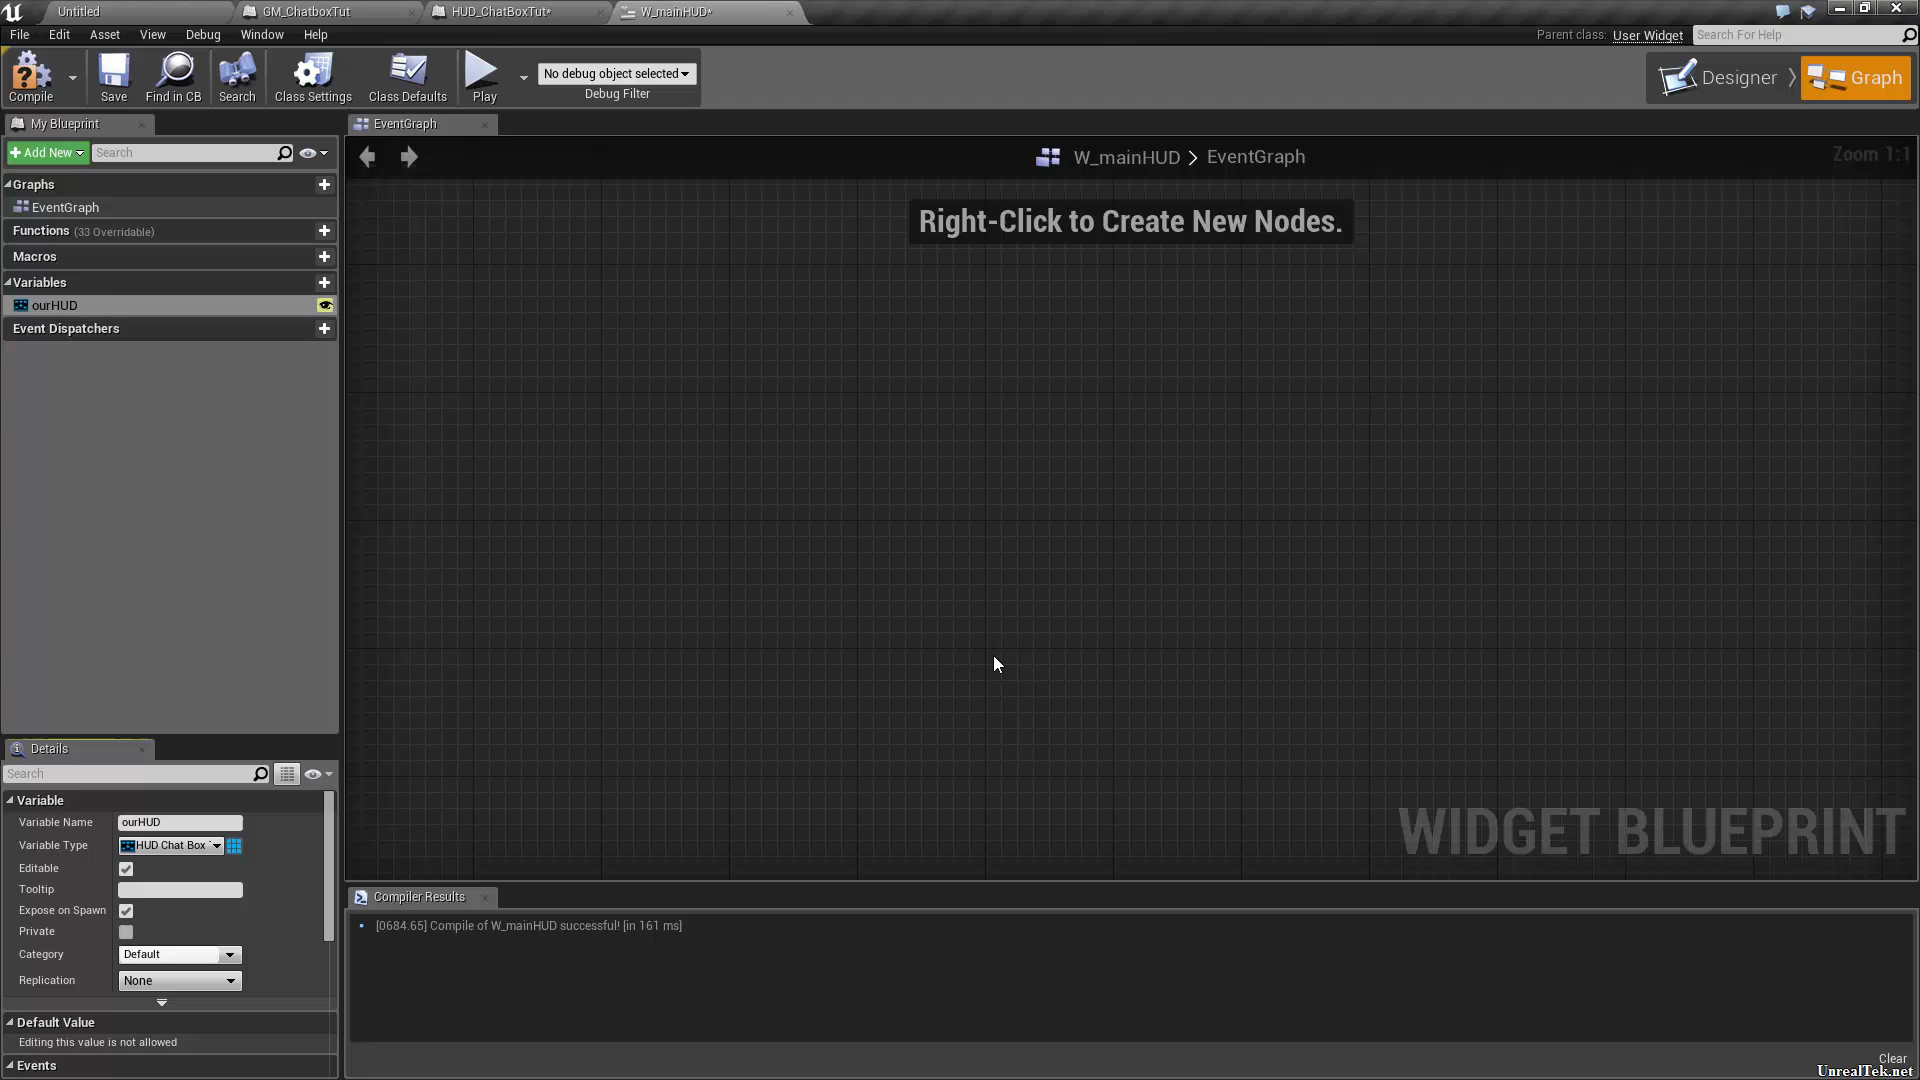 Untitled
GM_ChatboxTut
HUD_ChatBoxTut*
W_mainHUD*
File Edit Asset View Debug Window Help
Parent class: User Widget
Search For Help
Compile
Save
Find in CB
Search
Class Settings
Class Defaults
Play
No debug object selected
Debug Filter
Designer
Graph
My Blueprint
EventGraph
Add New
Search
W_mainHUD > EventGraph
Zoom 1:1
Graphs
EventGraph
Functions (33 Overridable)
Macros
Variables
ourHUD
Event Dispatchers
Right-Click to Create New Nodes.
WIDGET BLUEPRINT
Details
Search
Variable
Variable Name ourHUD
Variable Type HUD Chat Box
Editable
Tooltip
Expose on Spawn
Private
Category Default
Replication None
Default Value
Editing this value is not allowed
Events
Compiler Results
[0684.65] Compile of W_mainHUD successful! [in 161 ms]
Clear
UnrealTek.net